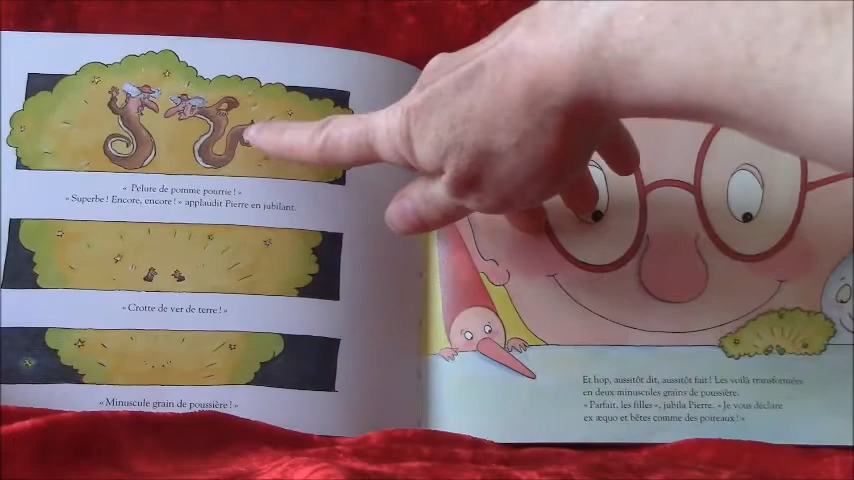 « Pelure de pomme pourrie ! »
« Superbe ! Encore, encore ! » applaudit Pierre en jubilant.
« Crotte de ver de terre ! »
« Minuscule grain de poussière ! »
Et hop, aussitôt dit, aussitôt fait ! Les voilà transformées
en deux minuscules grains de poussière.
« Parfait, les filles », jubila Pierre. « Je vous déclare
ex æquo et bêtes comme des poireaux ! »